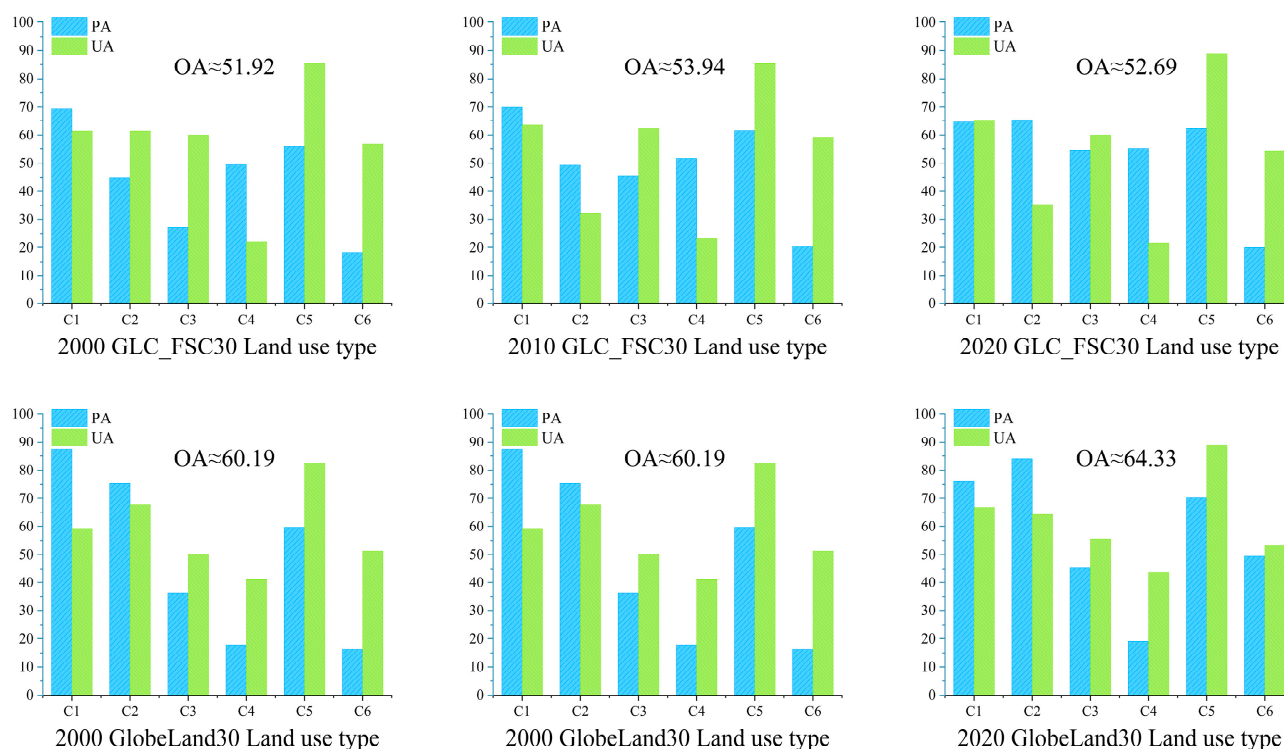 100
90
80
70
60
50
40
30
20
10
0
PA
UA
OA≈51.92
C1 C2 C3 C4 C5 C6
2000 GLC_FSC30 Land use type
100
90
80
70
60
50
40
30
20
10
0
PA
UA
OA≈53.94
C1 C2 C3 C4 C5 C6
2010 GLC_FSC30 Land use type
100
90
80
70
60
50
40
30
20
10
0
PA
UA
OA≈52.69
C1 C2 C3 C4 C5 C6
2020 GLC_FSC30 Land use type
100
90
80
70
60
50
40
30
20
10
0
PA
UA
OA≈60.19
C1 C2 C3 C4 C5 C6
2000 GlobeLand30 Land use type
100
90
80
70
60
50
40
30
20
10
0
PA
UA
OA≈60.19
C1 C2 C3 C4 C5 C6
2000 GlobeLand30 Land use type
100
90
80
70
60
50
40
30
20
10
0
PA
UA
OA≈64.33
C1 C2 C3 C4 C5 C6
2020 GlobeLand30 Land use type